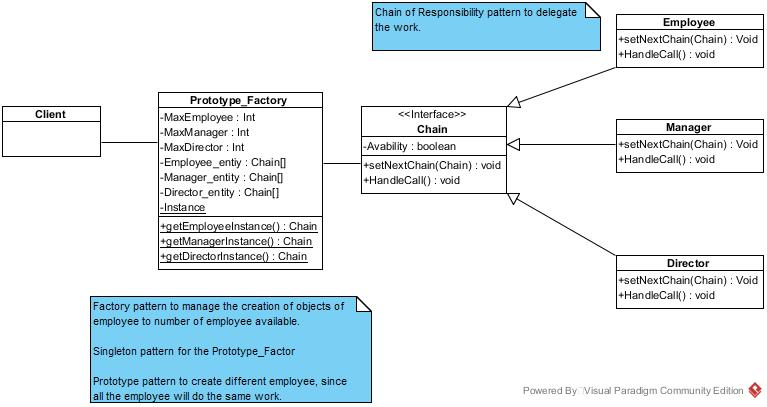 Chain of Responsibility pattern to delegate
the work.
Employee
+setNextChain(Chain) : Void
+HandleCall() : void
Client
Prototype_Factory
-MaxEmployee : Int
-MaxManager : Int
-MaxDirector : Int
-Employee_entiy : Chain[]
-Manager_entity : Chain[]
-Director_entity : Chain[]
-Instance
+getEmployeeInstance() : Chain
+getManagerInstance() : Chain
+getDirectorInstance() : Chain
<<Interface>>
Chain
-Avability : boolean
+setNextChain(Chain) : void
+HandleCall() : void
Manager
+setNextChain(Chain) : Void
+HandleCall() : void
Director
+setNextChain(Chain) : Void
+HandleCall() : void
Factory pattern to manage the creation of objects of
employee to number of employee available.
Singleton pattern for the Prototype_Factor
Prototype pattern to create different employee, since
all the employee will do the same work.
Powered By Visual Paradigm Community Edition